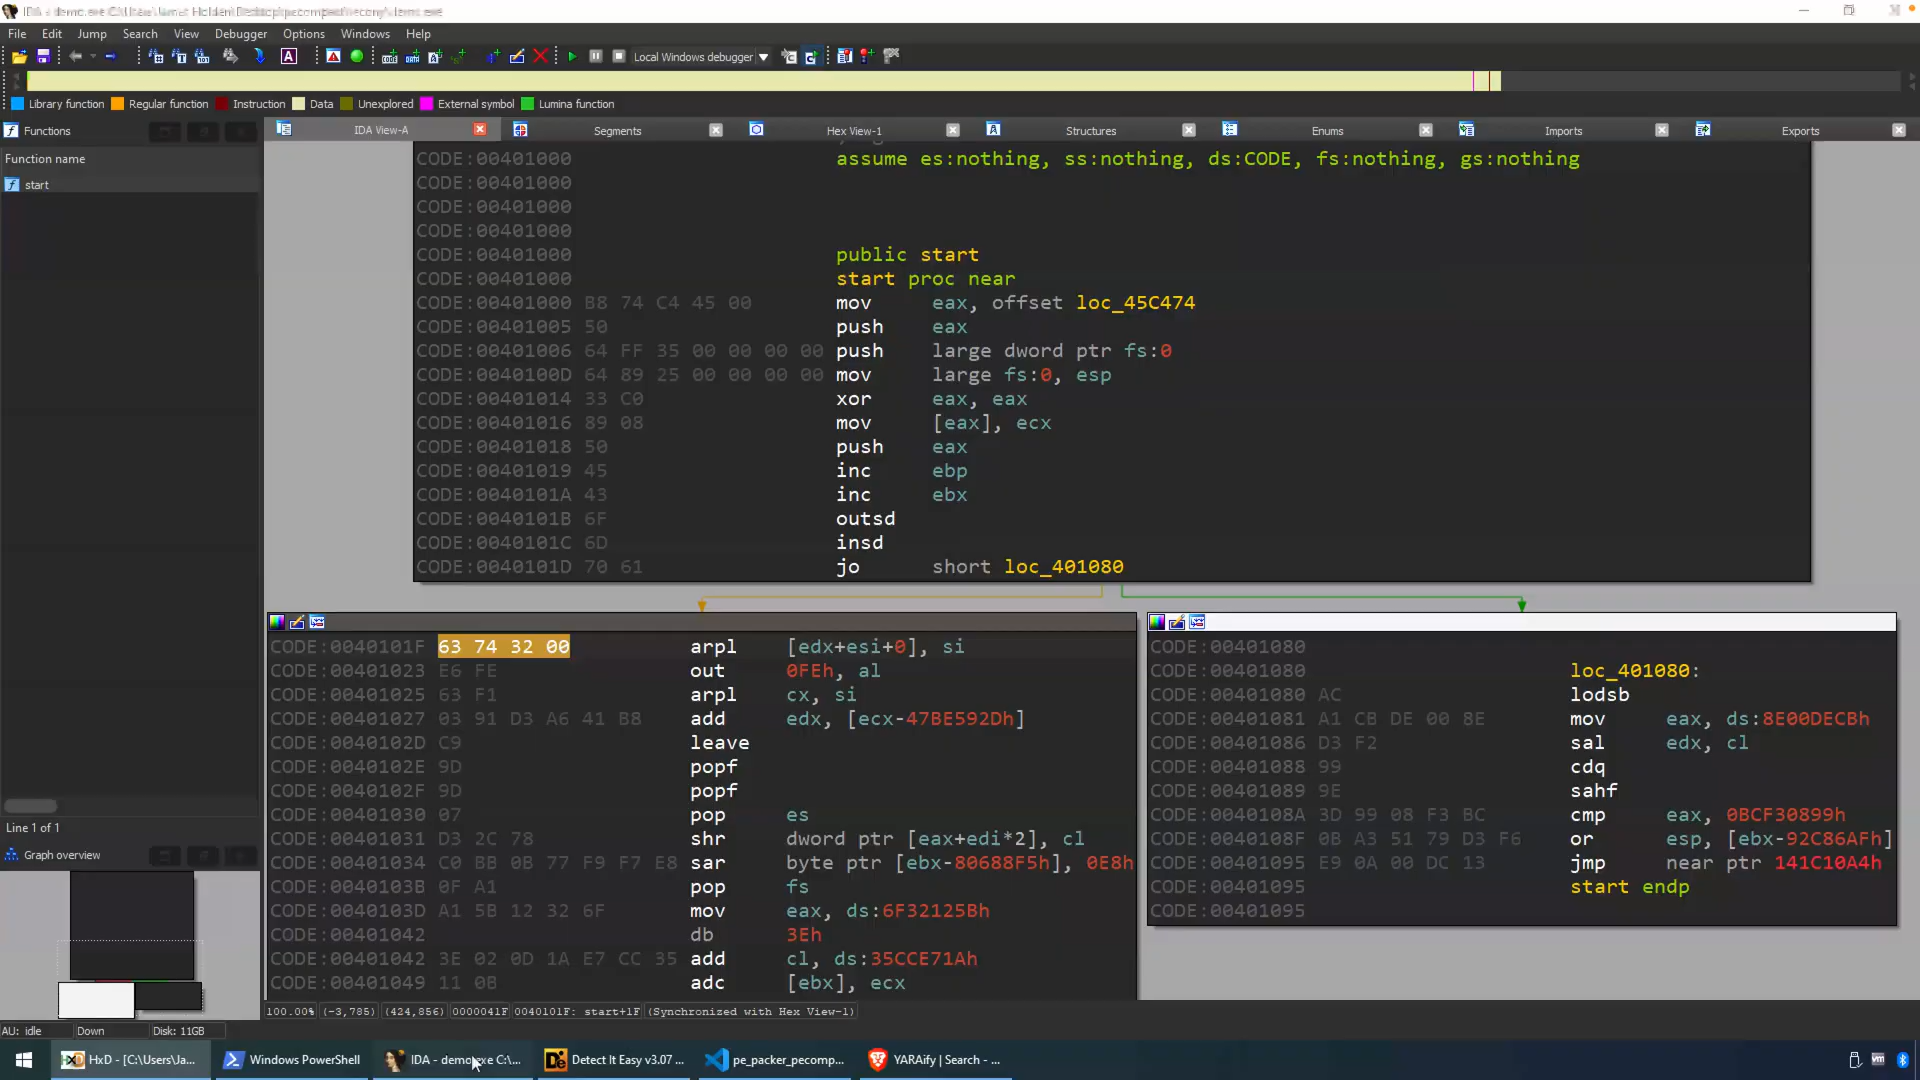 File Edit Jump Search View Debugger Options Windows Help
Local Windows debugger
Library function Regular function Instruction Data Unexplored External symbol Lumina function
Functions
IDA View-A Segments Hex View-1 Structures Enums Imports Exports
Function name
start
CODE:00401000 assume es:nothing, ss:nothing, ds:CODE, fs:nothing, gs:nothing
CODE:00401000
CODE:00401000
CODE:00401000
CODE:00401000 public start
CODE:00401000 start proc near
CODE:00401000 B8 74 C4 45 00 mov eax, offset loc_45C474
CODE:00401005 50 push eax
CODE:00401006 64 FF 35 00 00 00 00 push large dword ptr fs:0
CODE:0040100D 64 89 25 00 00 00 00 mov large fs:0, esp
CODE:00401014 33 C0 xor eax, eax
CODE:00401016 89 08 mov [eax], ecx
CODE:00401018 50 push eax
CODE:00401019 45 inc ebp
CODE:0040101A 43 inc ebx
CODE:0040101B 6F outsd
CODE:0040101C 6D insd
CODE:0040101D 70 61 jo short loc_401080
CODE:0040101F 63 74 32 00 arpl [edx+esi+0], si
CODE:00401023 E6 FE out 0FEh, al
CODE:00401025 63 F1 arpl cx, si
CODE:00401027 03 91 D3 A6 41 B8 add edx, [ecx-47BE592Dh]
CODE:0040102D C9 leave
CODE:0040102E 9D popf
CODE:0040102F 9D popf
CODE:00401030 07 pop es
CODE:00401031 D3 2C 78 shr dword ptr [eax+edi*2], cl
CODE:00401034 C0 BB 0B 77 F9 F7 E8 sar byte ptr [ebx-80688F5h], 0E8h
CODE:0040103B 0F A1 pop fs
CODE:0040103D A1 5B 12 32 6F mov eax, ds:6F32125Bh
CODE:00401042 db 3Eh
CODE:00401042 3E 02 0D 1A E7 CC 35 add cl, ds:35CCE71Ah
CODE:00401049 11 0B adc [ebx], ecx
CODE:00401080
CODE:00401080 loc_401080:
CODE:00401080 AC lodsb
CODE:00401081 A1 CB DE 00 8E mov eax, ds:8E00DECBh
CODE:00401086 D3 F2 sal edx, cl
CODE:00401088 99 cdq
CODE:00401089 9E sahf
CODE:0040108A 3D 99 08 F3 BC cmp eax, 0BCF30899h
CODE:0040108F 0B A3 51 79 D3 F6 or esp, [ebx-92C86AFh]
CODE:00401095 E9 0A 00 DC 13 jmp near ptr 141C10A4h
CODE:00401095 start endp
CODE:00401095
Line 1 of 1
Graph overview
100.00% (-3,785) (424,856) 0000041F 0040101F: start+1F (Synchronized with Hex View-1)
AU: idle Down Disk: 11GB
HxD - [C:\Users\Ja... Windows PowerShell IDA - demo.exe C:\... Detect It Easy v3.07 ... pe_packer_pecomp... YARAify | Search - ...